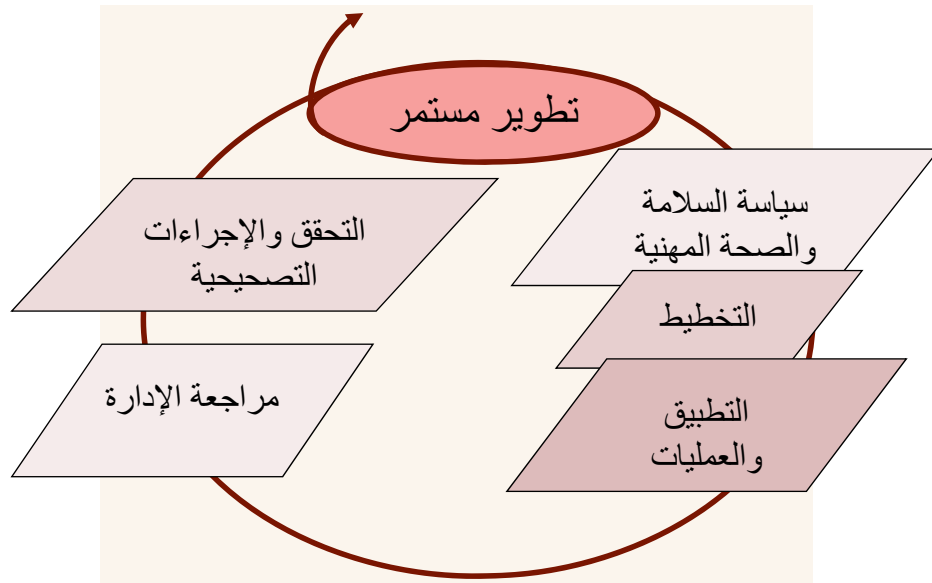 تطوير مستمر
سياسة السلامة
والصحة المهنية
التخطيط
التطبيق
والعمليات
التحقق والإجراءات
التصحيحية
مراجعة الإدارة